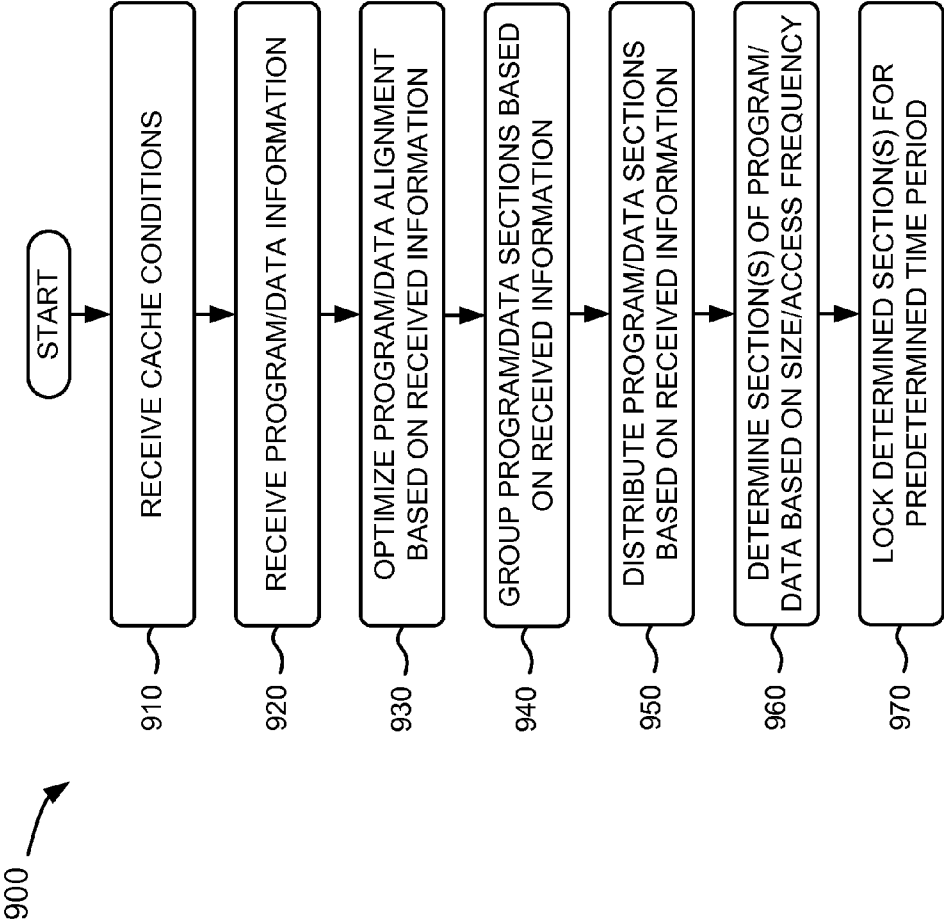 900
START
910
RECEIVE CACHE CONDITIONS
920
RECEIVE PROGRAM/DATA INFORMATION
930
OPTIMIZE PROGRAM/DATA ALIGNMENT
BASED ON RECEIVED INFORMATION
940
GROUP PROGRAM/DATA SECTIONS BASED
ON RECEIVED INFORMATION
950
DISTRIBUTE PROGRAM/DATA SECTIONS
BASED ON RECEIVED INFORMATION
960
DETERMINE SECTION(S) OF PROGRAM/
DATA BASED ON SIZE/ACCESS FREQUENCY
970
LOCK DETERMINED SECTION(S) FOR
PREDETERMINED TIME PERIOD